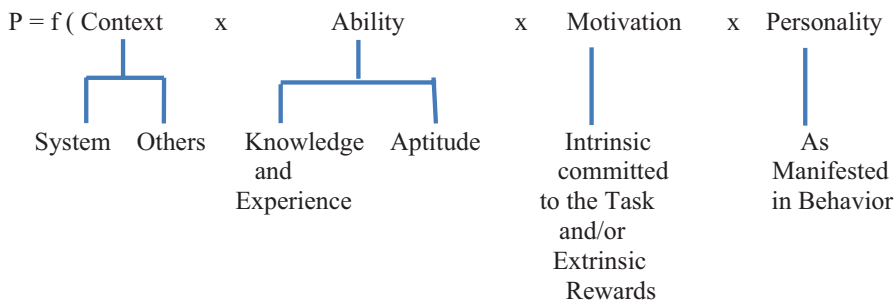 P = f ( Context x Ability x Motivation x Personality
System Others Knowledge Aptitude Intrinsic As
and committed Manifested
Experience to the Task in Behavior
and/or
Extrinsic
Rewards